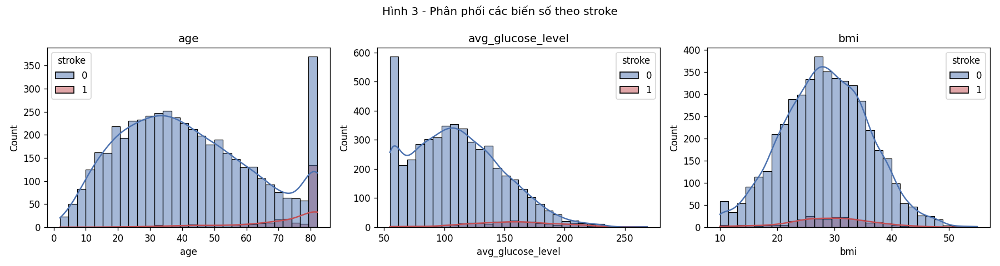 Hình 3 - Phân phối các biến số theo stroke
age
350
300
250
200
150
100
50
0
Count
stroke
0
1
0 10 20 30 40 50 60 70 80
age
avg_glucose_level
600
500
400
300
200
100
0
Count
stroke
0
1
50 100 150 200 250
avg_glucose_level
bmi
400
350
300
250
200
150
100
50
0
Count
stroke
0
1
10 20 30 40 50
bmi